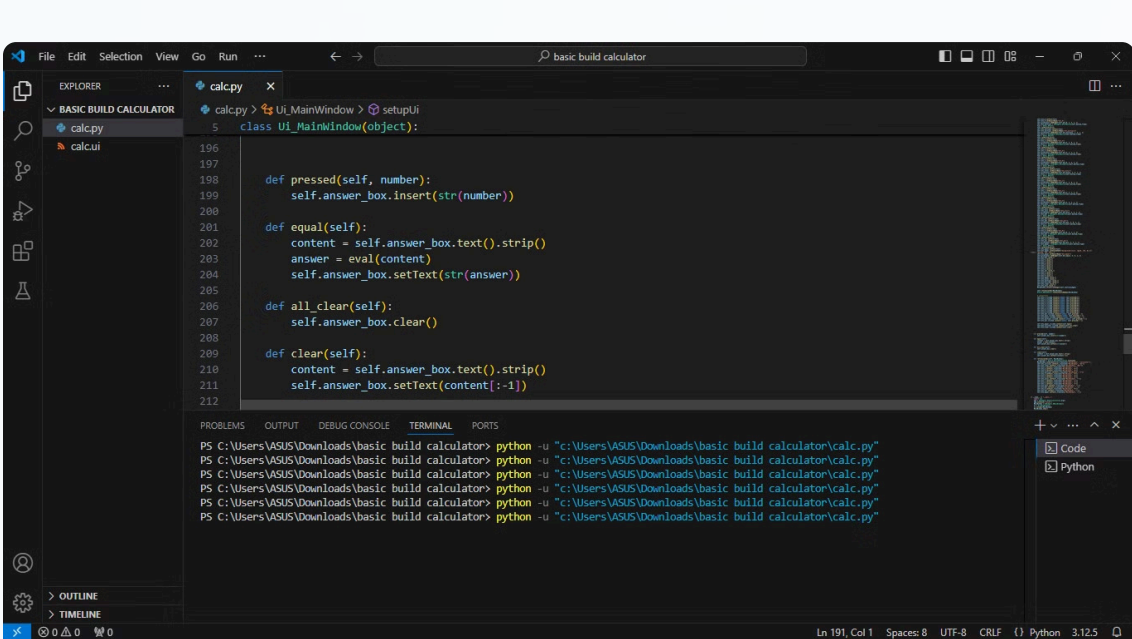 File Edit Selection View Go Run ···
basic build calculator
EXPLORER ···
BASIC BUILD CALCULATOR
calc.py
calc.ui
OUTLINE
TIMELINE
calc.py
calc.py > Ui_MainWindow > setupUi
5 class Ui_MainWindow(object):
196
197
198 def pressed(self, number):
199 self.answer_box.insert(str(number))
200
201 def equal(self):
202 content = self.answer_box.text().strip()
203 answer = eval(content)
204 self.answer_box.setText(str(answer))
205
206 def all_clear(self):
207 self.answer_box.clear()
208
209 def clear(self):
210 content = self.answer_box.text().strip()
211 self.answer_box.setText(content[:-1])
212
PROBLEMS OUTPUT DEBUG CONSOLE TERMINAL PORTS
PS C:\Users\ASUS\Downloads\basic build calculator> python -u "c:\Users\ASUS\Downloads\basic build calculator\calc.py"
PS C:\Users\ASUS\Downloads\basic build calculator> python -u "c:\Users\ASUS\Downloads\basic build calculator\calc.py"
PS C:\Users\ASUS\Downloads\basic build calculator> python -u "c:\Users\ASUS\Downloads\basic build calculator\calc.py"
PS C:\Users\ASUS\Downloads\basic build calculator> python -u "c:\Users\ASUS\Downloads\basic build calculator\calc.py"
PS C:\Users\ASUS\Downloads\basic build calculator> python -u "c:\Users\ASUS\Downloads\basic build calculator\calc.py"
PS C:\Users\ASUS\Downloads\basic build calculator> python -u "c:\Users\ASUS\Downloads\basic build calculator\calc.py"
Code
Python
0 0 0
Ln 191, Col 1 Spaces: 8 UTF-8 CRLF {} Python 3.12.5